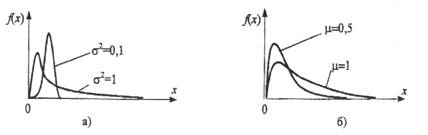 f(x)
σ²=0,1
σ²=1
x
0
а)
f(x)
μ=0,5
μ=1
x
0
б)